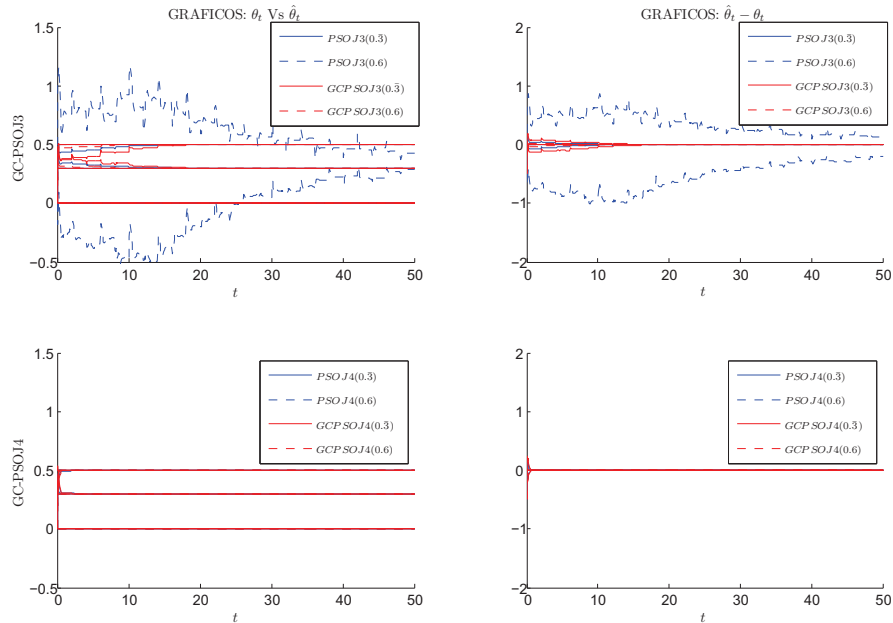 GRAFICOS: θ_t Vs θ̂_t
PSOJ3(0.3̄)
PSOJ3(0.6)
GCPSOJ3(0.3̄)
GCPSOJ3(0.6)
GC-PSOJ3
1.5
1
0.5
0
−0.5
0 10 20 30 40 50
t
GRAFICOS: θ̂_t − θ_t
PSOJ3(0.3̄)
PSOJ3(0.6)
GCPSOJ3(0.3̄)
GCPSOJ3(0.6)
2
1
0
−1
−2
0 10 20 30 40 50
t
PSOJ4(0.3̄)
PSOJ4(0.6)
GCPSOJ4(0.3̄)
GCPSOJ4(0.6)
GC-PSOJ4
1.5
1
0.5
0
−0.5
0 10 20 30 40 50
t
PSOJ4(0.3̄)
PSOJ4(0.6)
GCPSOJ4(0.3̄)
GCPSOJ4(0.6)
2
1
0
−1
−2
0 10 20 30 40 50
t